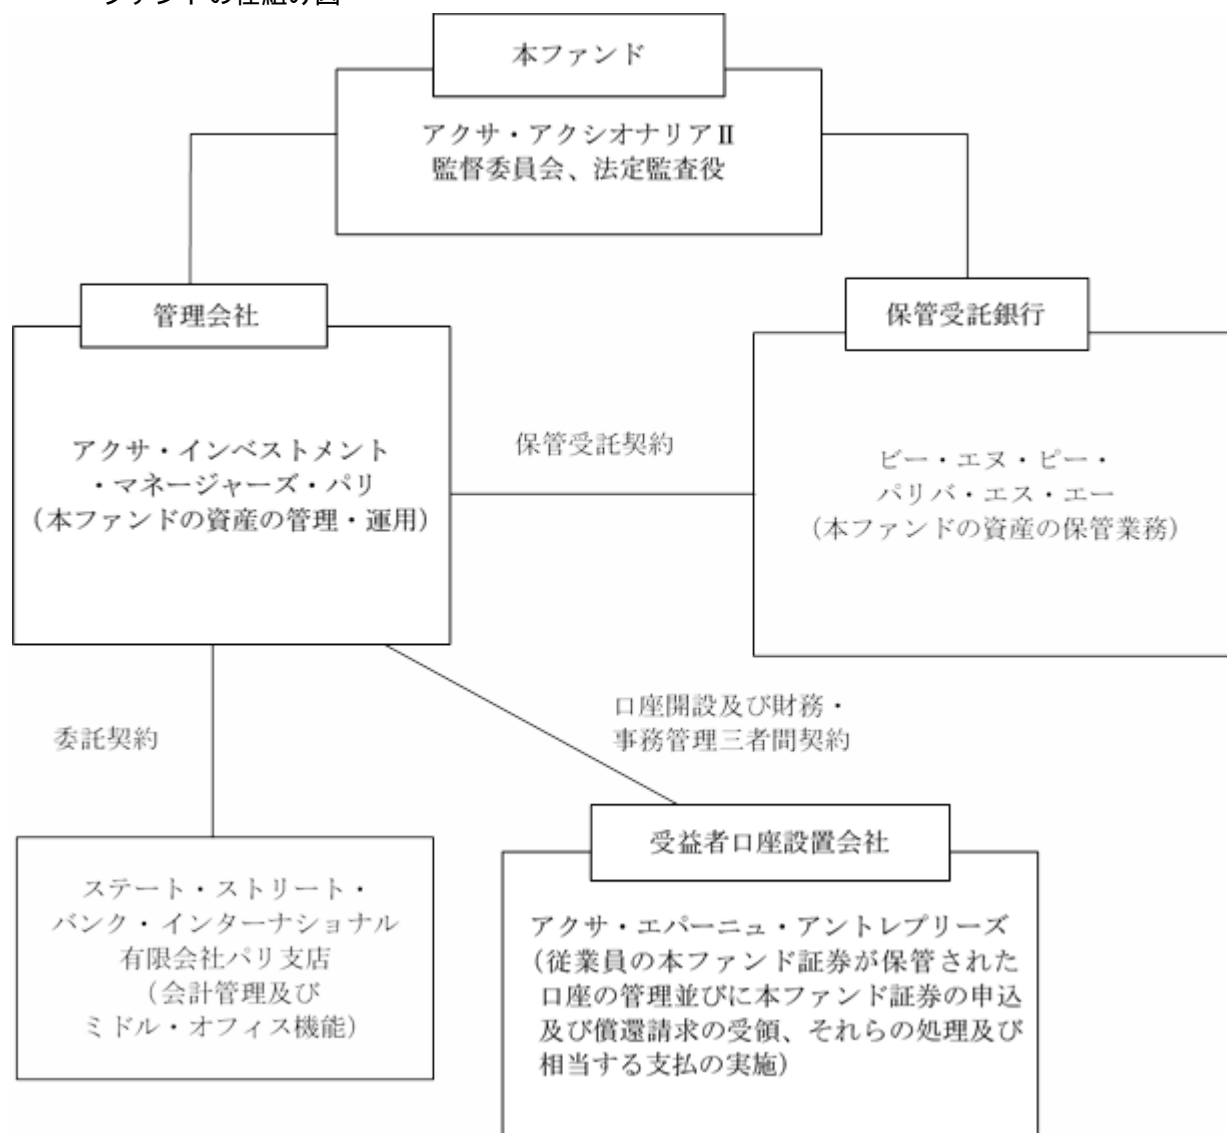 ファンドの仕組み図
本ファンド
アクサ・アクシオナリアⅡ
監督委員会、法定監査役
管理会社
保管受託銀行
アクサ・インベストメント
・マネージャーズ・パリ
（本ファンドの資産の管理・運用）
保管受託契約
ビー・エヌ・ピー・
パリバ・エス・エー
（本ファンドの資産の保管業務）
委託契約
口座開設及び財務・
事務管理三者間契約
ステート・ストリート・
バンク・インターナショナル
有限会社パリ支店
（会計管理及び
ミドル・オフィス機能）
受益者口座設置会社
アクサ・エパーニュ・アントレプリーズ
（従業員の本ファンド証券が保管された
口座の管理並びに本ファンド証券の申込
及び償還請求の受領、それらの処理及び
相当する支払の実施）